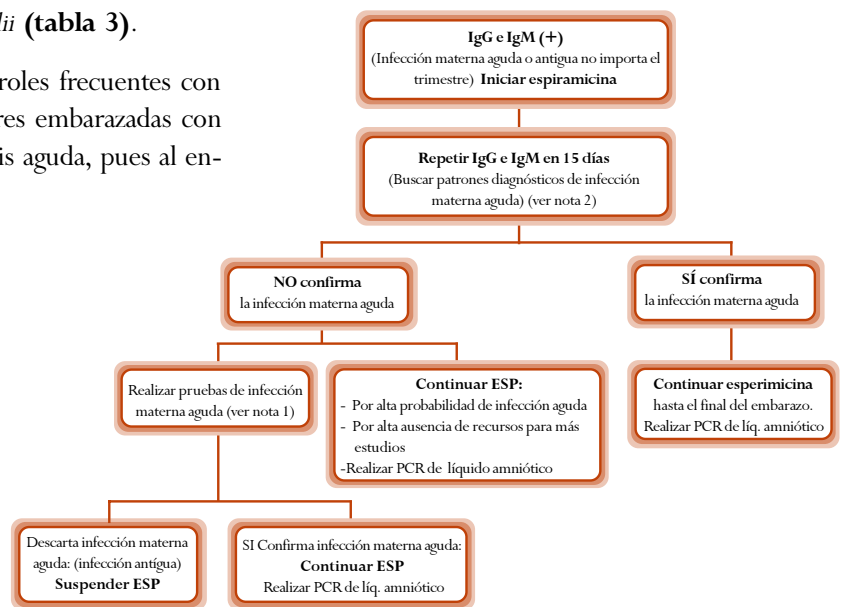 lii (tabla 3).
roles frecuentes con
res embarazadas con
is aguda, pues al en-
IgG e IgM (+)
(Infección materna aguda o antigua no importa el
trimestre) Iniciar espiramicina
Repetir IgG e IgM en 15 días
(Buscar patrones diagnósticos de infección
materna aguda) (ver nota 2)
NO confirma
la infección materna aguda
SÍ confirma
la infección materna aguda
Realizar pruebas de infección
materna aguda (ver nota 1)
Continuar ESP:
- Por alta probabilidad de infección aguda
- Por alta ausencia de recursos para más
estudios
-Realizar PCR de líquido amniótico
Continuar esperimicina
hasta el final del embarazo.
Realizar PCR de líq. amniótico
Descarta infección materna
aguda: (infección antígua)
Suspender ESP
SI Confirma infección materna aguda:
Continuar ESP
Realizar PCR de líq. amniótico